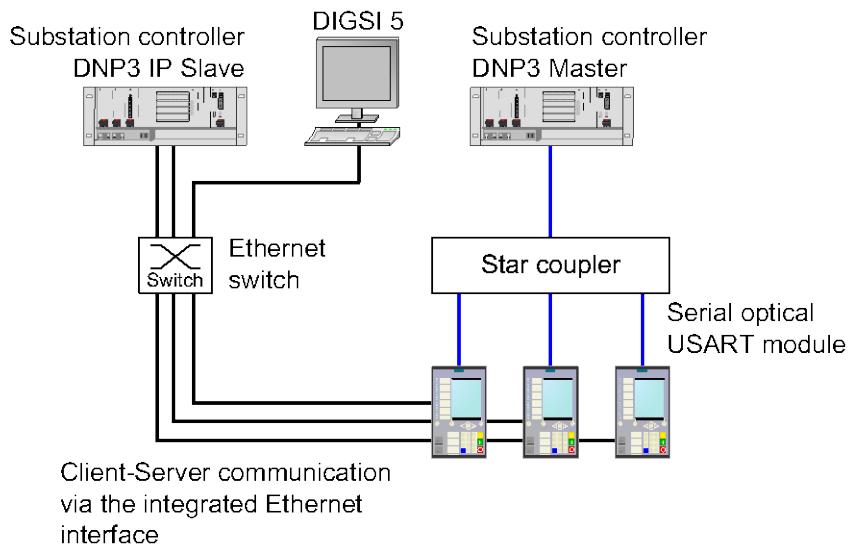 DIGSI 5
Substation controller
DNP3 IP Slave
Substation controller
DNP3 Master
Switch
Ethernet
switch
Star coupler
Serial optical
USART module
Client-Server communication
via the integrated Ethernet
interface